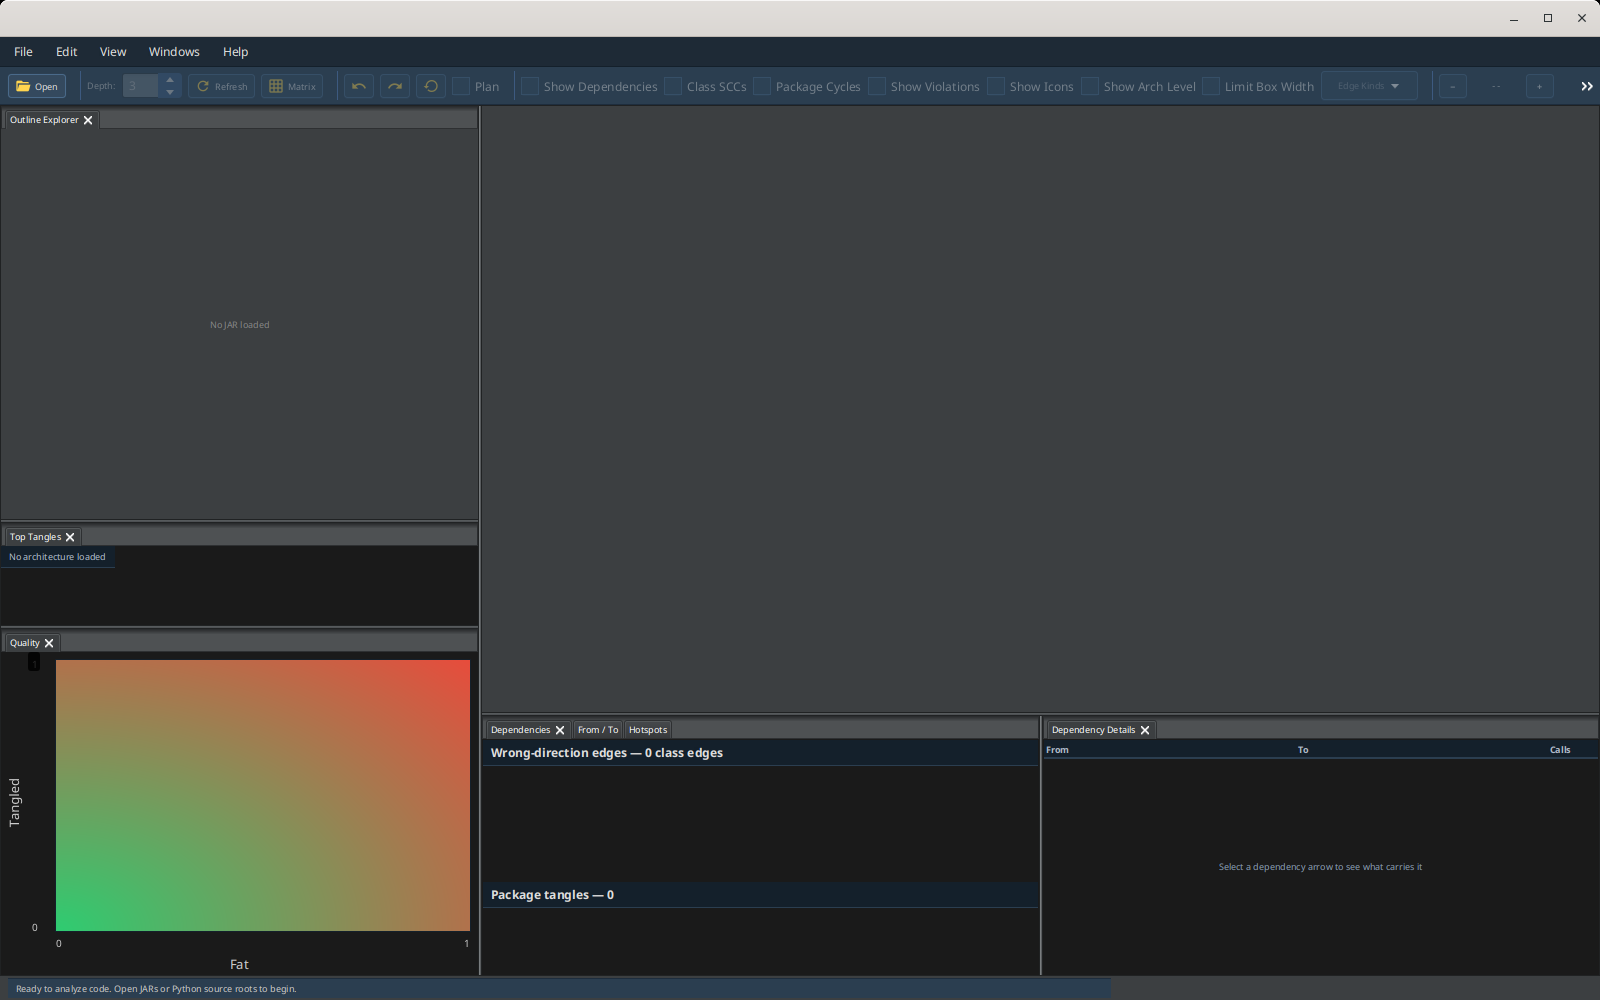 File Edit View Windows Help
Open Depth: 3 Refresh Matrix Plan Show Dependencies Class SCCs Package Cycles Show Violations Show Icons Show Arch Level Limit Box Width Edge Kinds - -- +
Outline Explorer
No JAR loaded
Top Tangles
No architecture loaded
Quality
1
Tangled
0
0 1
Fat
Dependencies From / To Hotspots
Wrong-direction edges — 0 class edges
Package tangles — 0
Dependency Details
From To Calls
Select a dependency arrow to see what carries it
Ready to analyze code. Open JARs or Python source roots to begin.